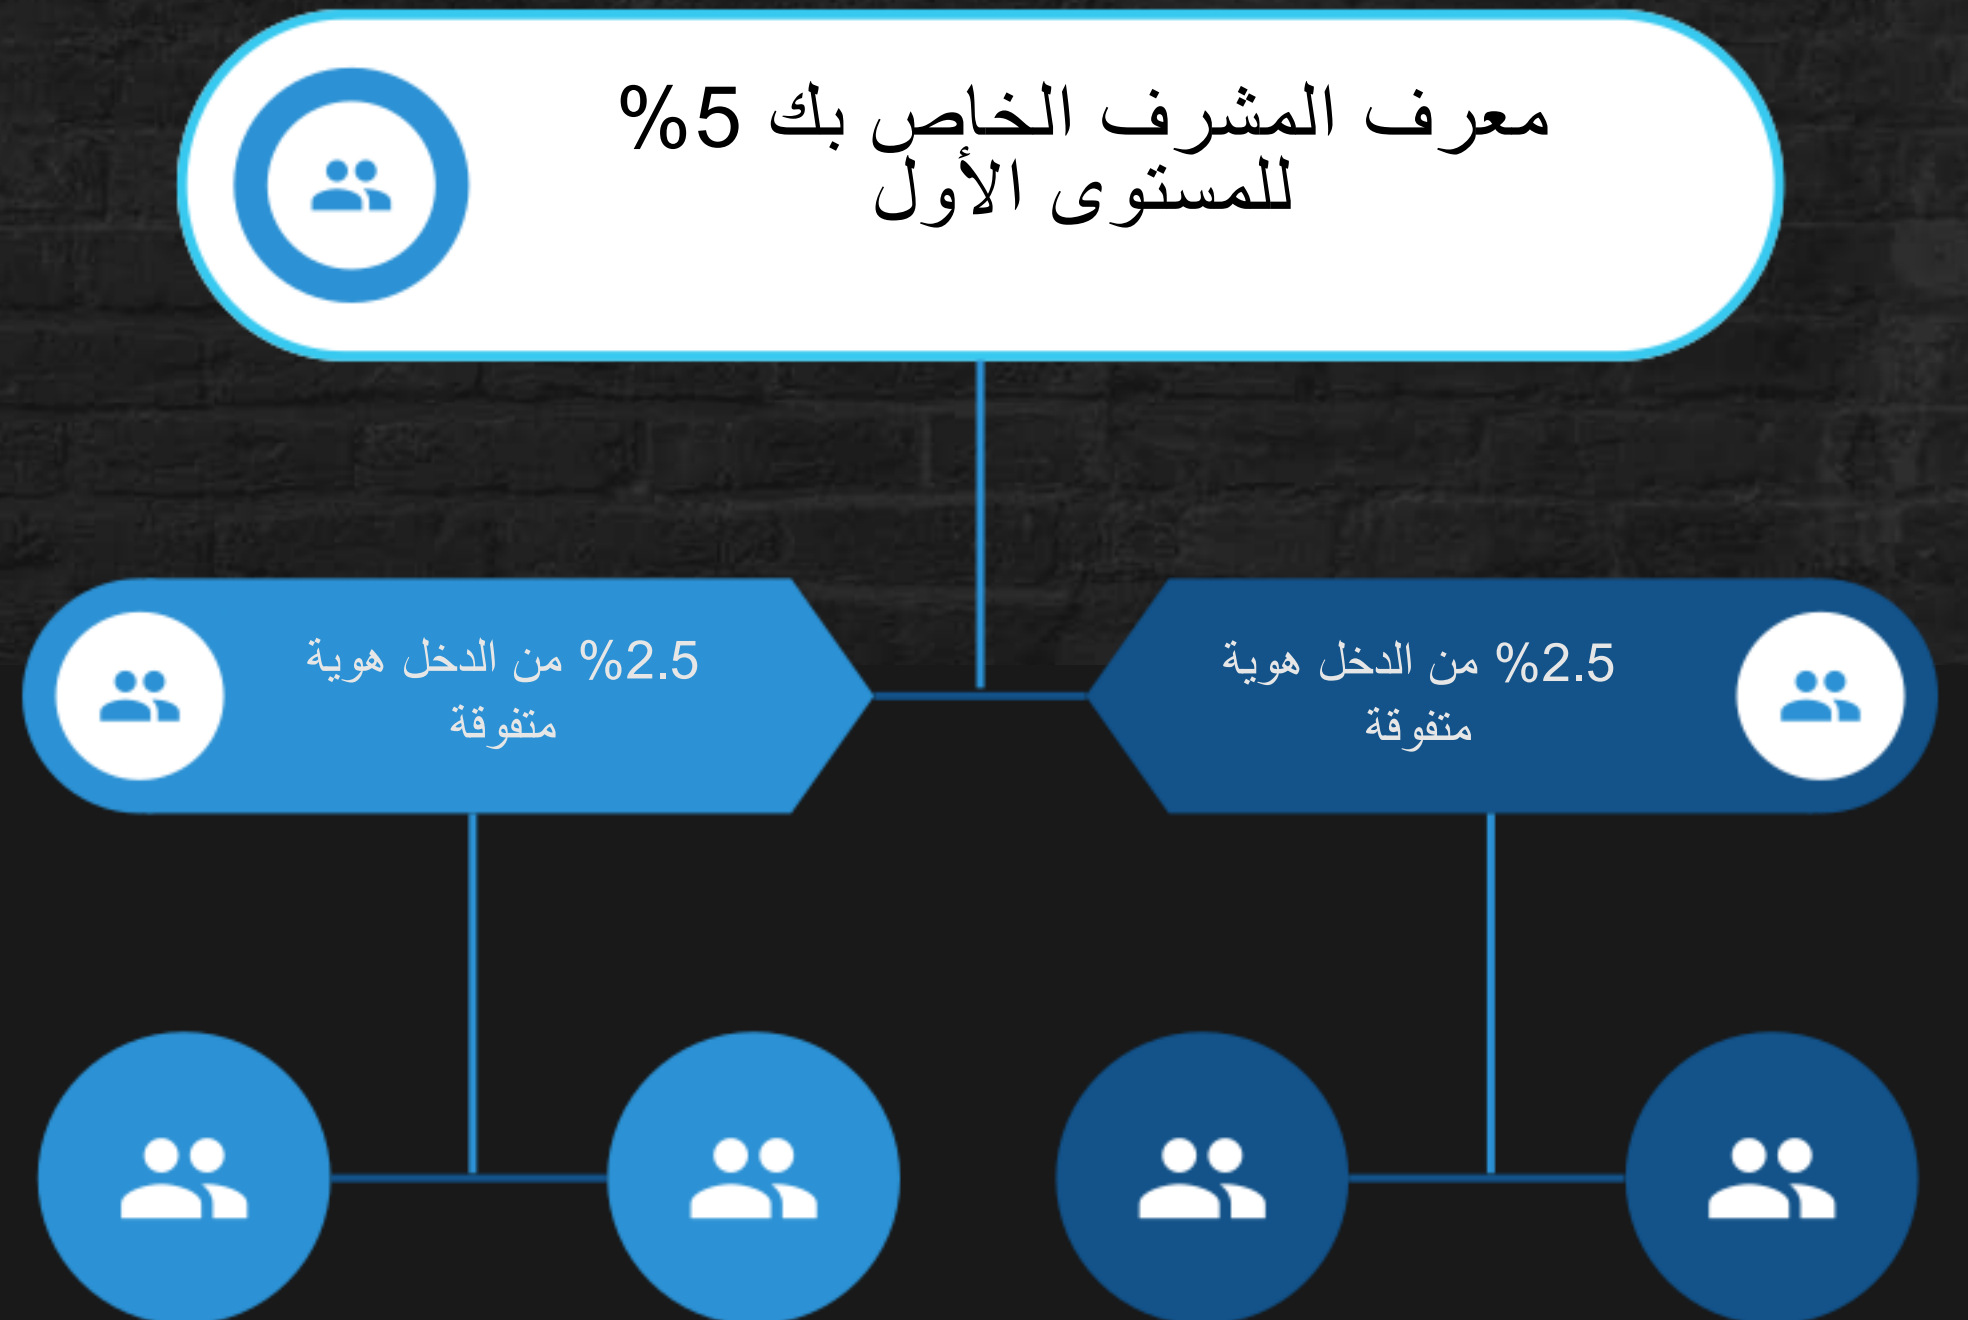 معرف المشرف الخاص بك 5%
للمستوى الأول
%2.5 من الدخل هوية
متفوقة
%2.5 من الدخل هوية
متفوقة